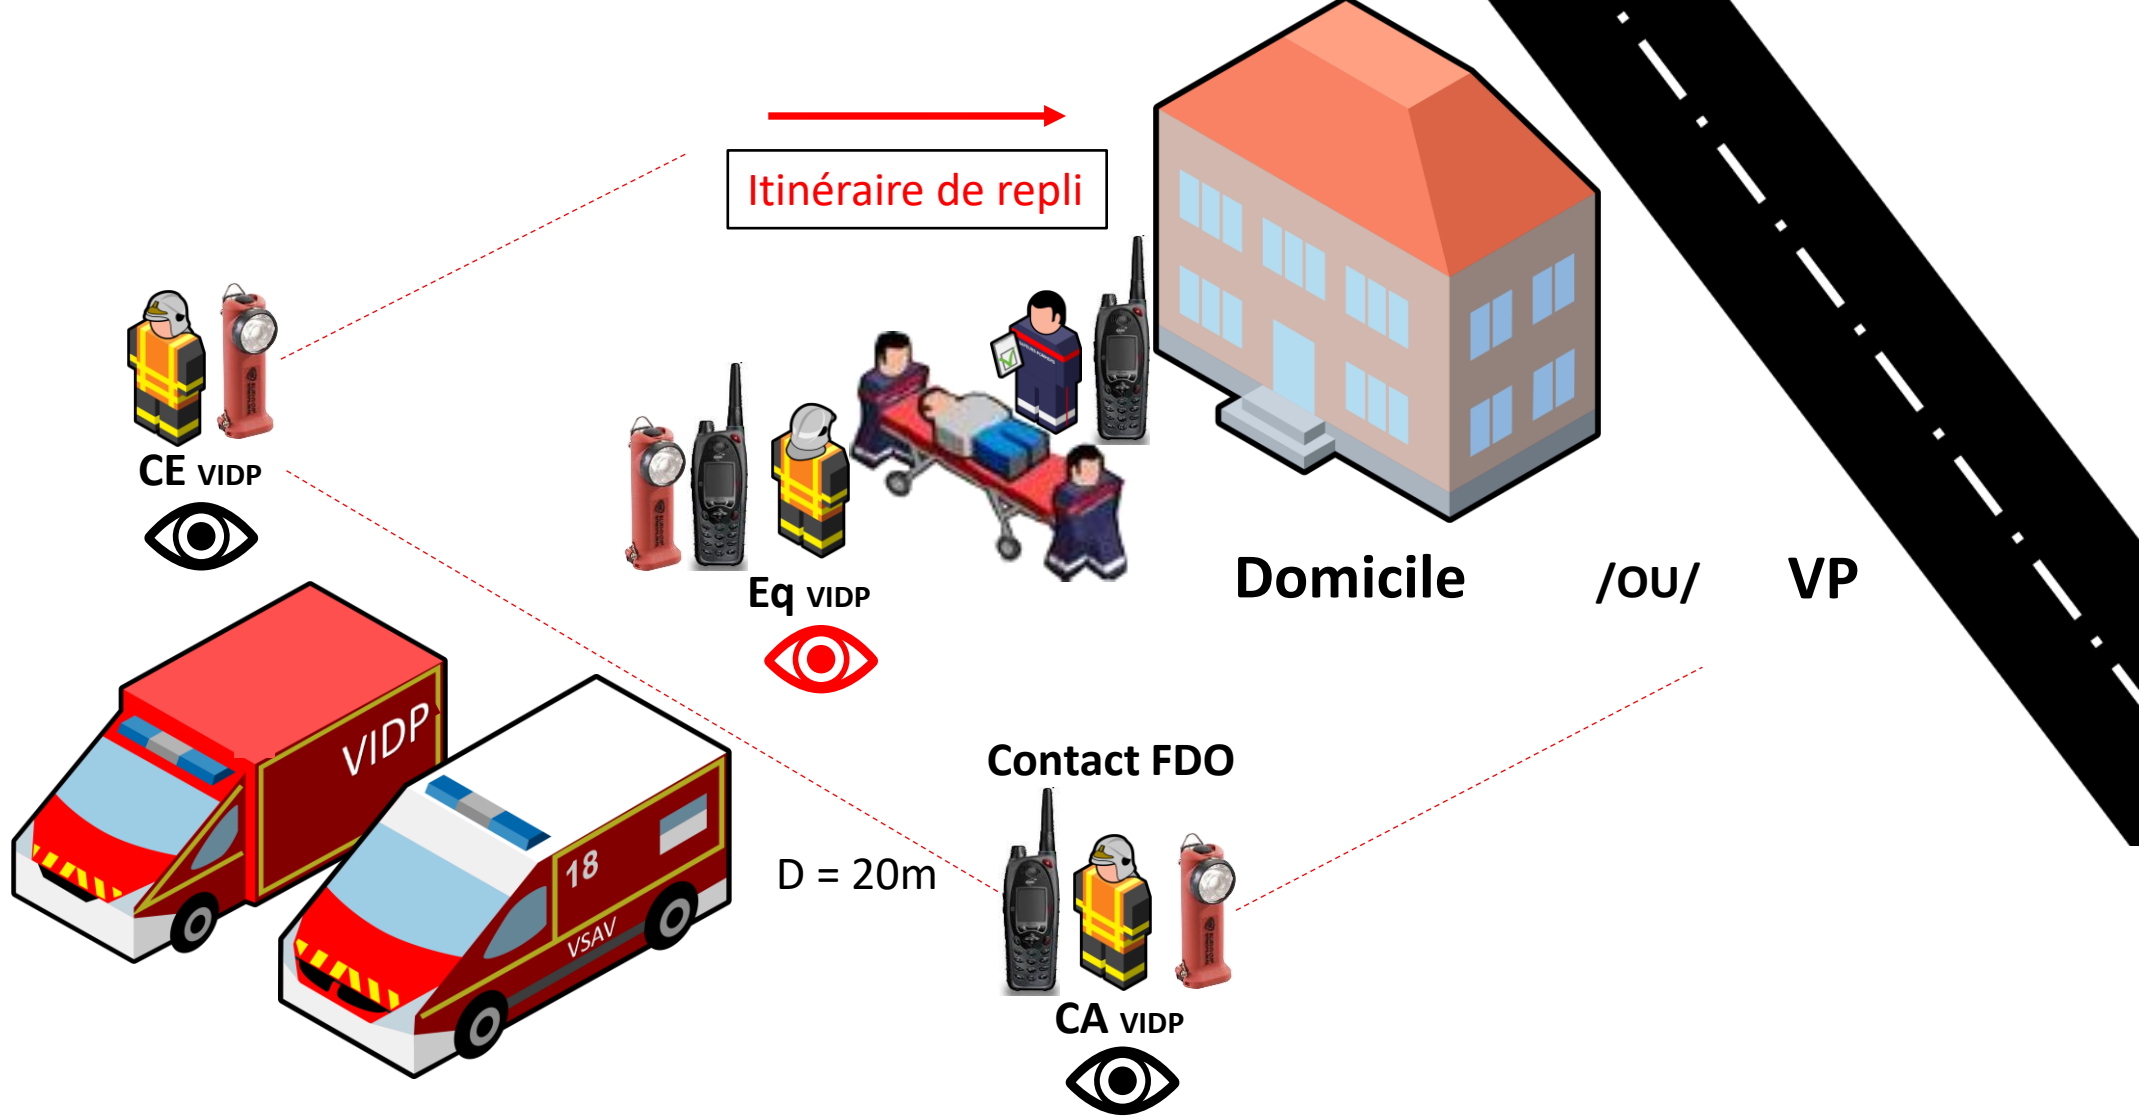 Itinéraire de repli
CE VIDP
Eq VIDP
Domicile /OU/ VP
VIDP
Contact FDO
18
D = 20m
VSAV
CA VIDP